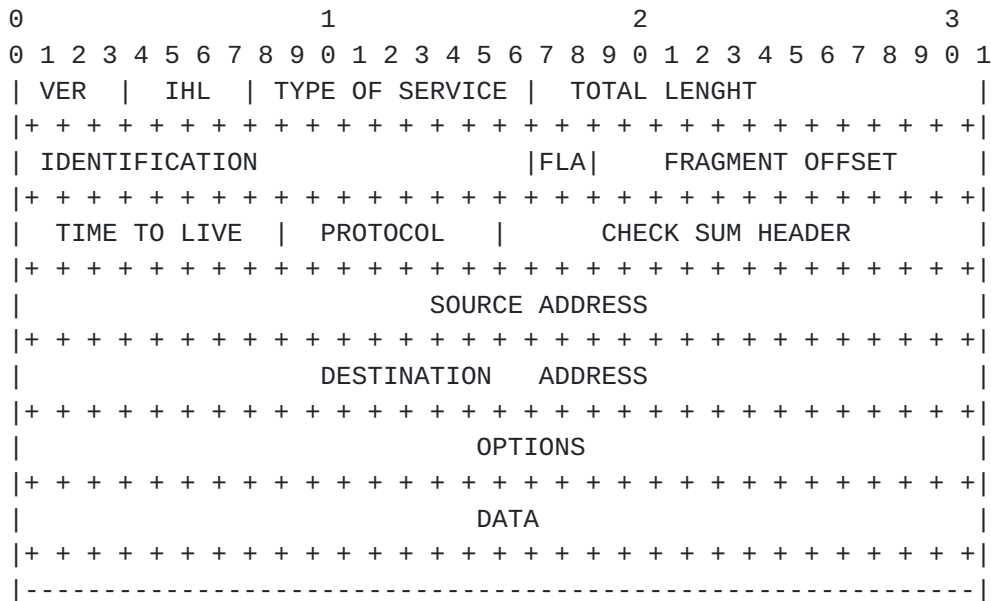 0                   1                   2                   3
0 1 2 3 4 5 6 7 8 9 0 1 2 3 4 5 6 7 8 9 0 1 2 3 4 5 6 7 8 9 0 1
| VER  |  IHL  | TYPE OF SERVICE |  TOTAL LENGHT              |
|+ + + + + + + + + + + + + + + + + + + + + + + + + + + + + + +|
| IDENTIFICATION                 |FLA|    FRAGMENT OFFSET     |
|+ + + + + + + + + + + + + + + + + + + + + + + + + + + + + + +|
|  TIME TO LIVE  |  PROTOCOL   |      CHECK SUM HEADER        |
|+ + + + + + + + + + + + + + + + + + + + + + + + + + + + + + +|
|                          SOURCE ADDRESS                     |
|+ + + + + + + + + + + + + + + + + + + + + + + + + + + + + + +|
|                   DESTINATION   ADDRESS                     |
|+ + + + + + + + + + + + + + + + + + + + + + + + + + + + + + +|
|                             OPTIONS                         |
|+ + + + + + + + + + + + + + + + + + + + + + + + + + + + + + +|
|                             DATA                            |
|+ + + + + + + + + + + + + + + + + + + + + + + + + + + + + + +|
|-------------------------------------------------------------|